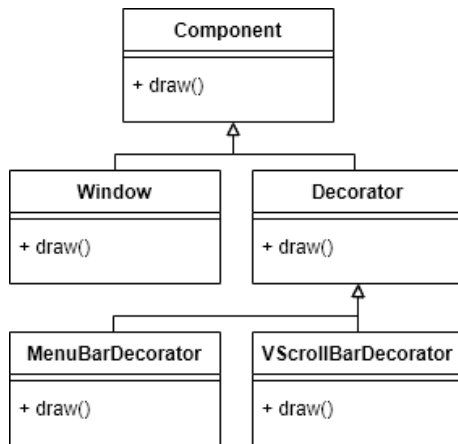 Component
+ draw()
Window
Decorator
+ draw()
+ draw()
MenuBarDecorator
VScrollBarDecorator
+ draw()
+ draw()